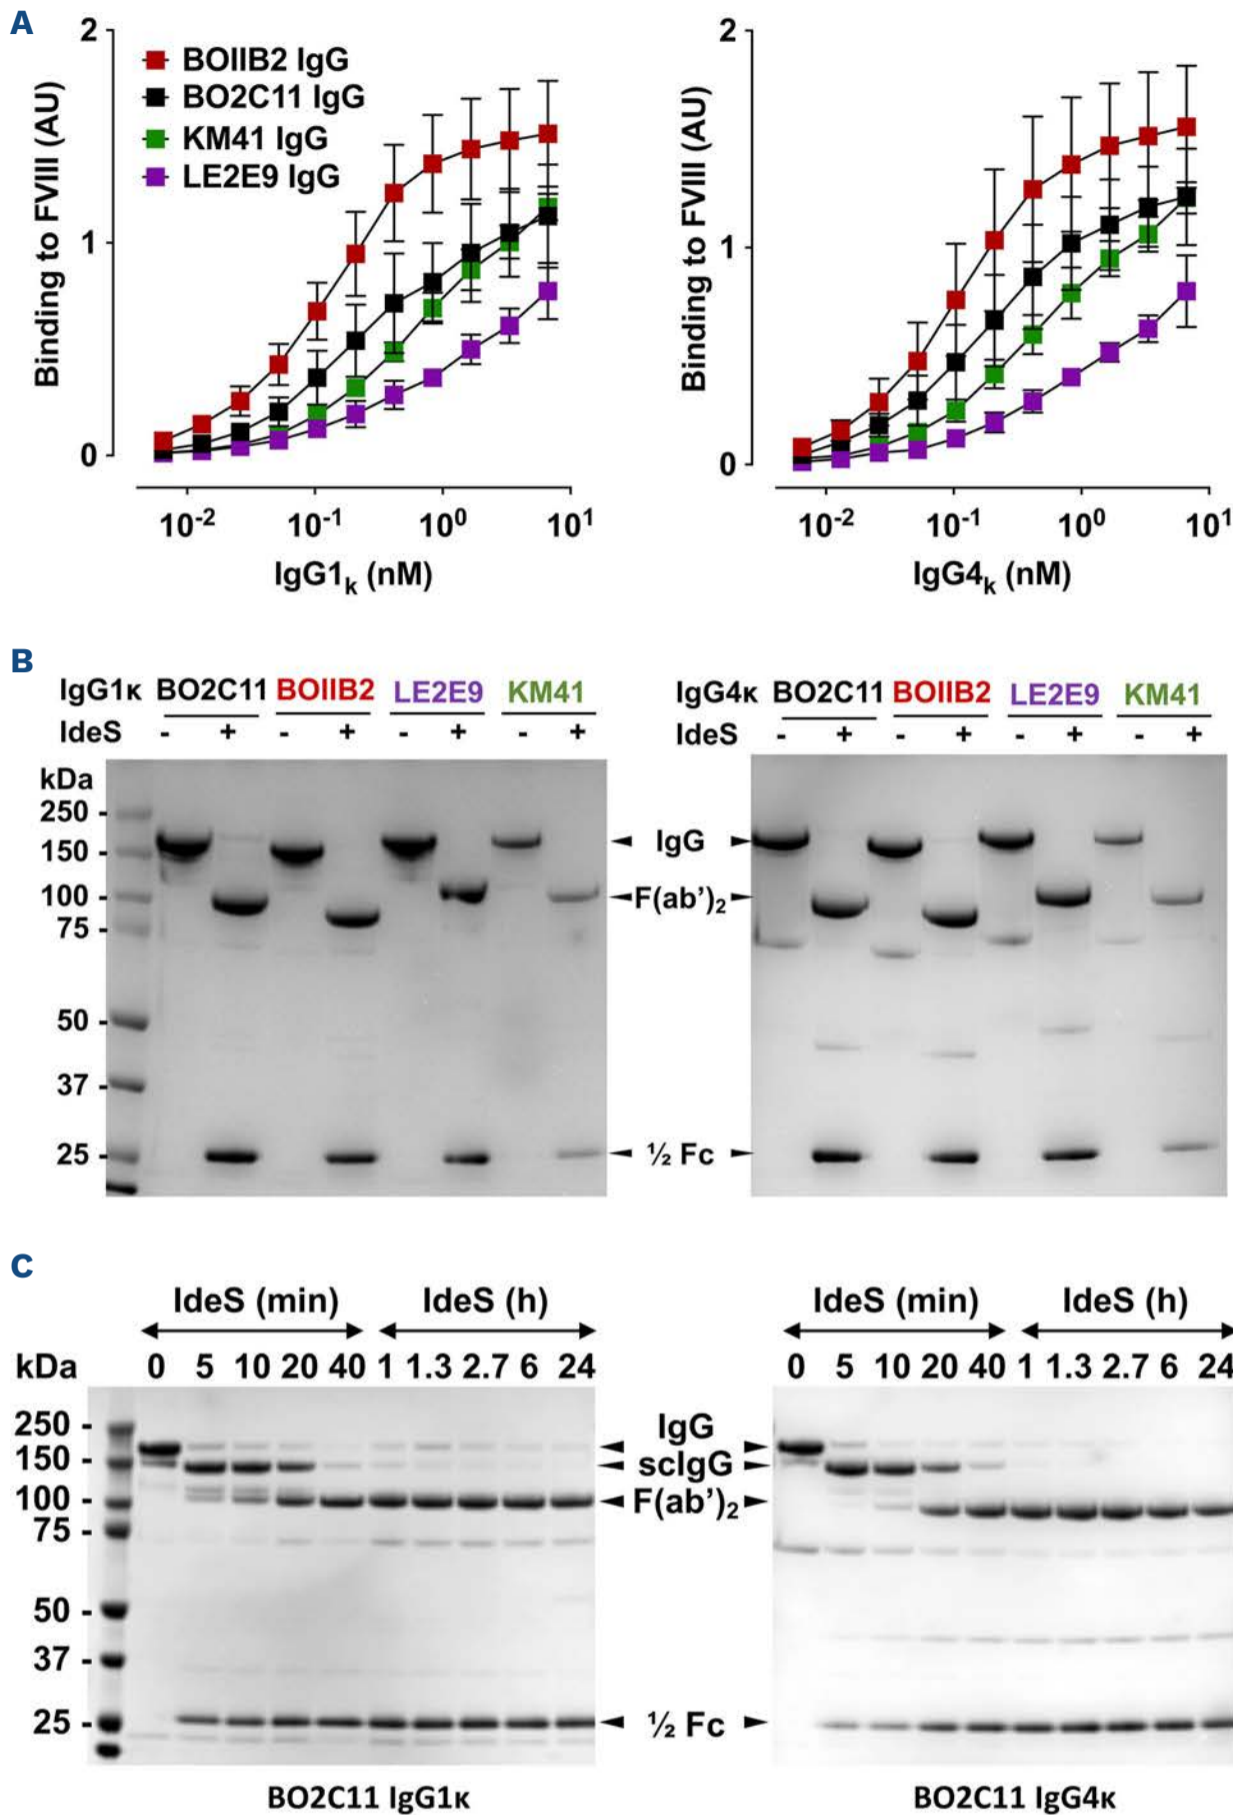 A
2
1
0
Binding to FVIII (AU)
BOIIB2 IgG
BO2C11 IgG
KM41 IgG
LE2E9 IgG
10-2 10-1 100 101
IgG1k (nM)
2
1
0
Binding to FVIII (AU)
10-2 10-1 100 101
IgG4k (nM)
B
IgG1κ BO2C11 BOIIB2 LE2E9 KM41
IdeS - + - + - + - +
kDa
250 -
150 -
100 -
75 -
50 -
37 -
25 -
IgG
F(ab’)2
½ Fc
IgG4κ BO2C11 BOIIB2 LE2E9 KM41
IdeS - + - + - + - +
C
IdeS (min) IdeS (h)
kDa 0 5 10 20 40 1 1.3 2.7 6 24
250 -
150 -
100 -
75 -
50 -
37 -
25 -
IgG
scIgG
F(ab’)2
½ Fc
BO2C11 IgG1κ
IdeS (min) IdeS (h)
0 5 10 20 40 1 1.3 2.7 6 24
BO2C11 IgG4κ